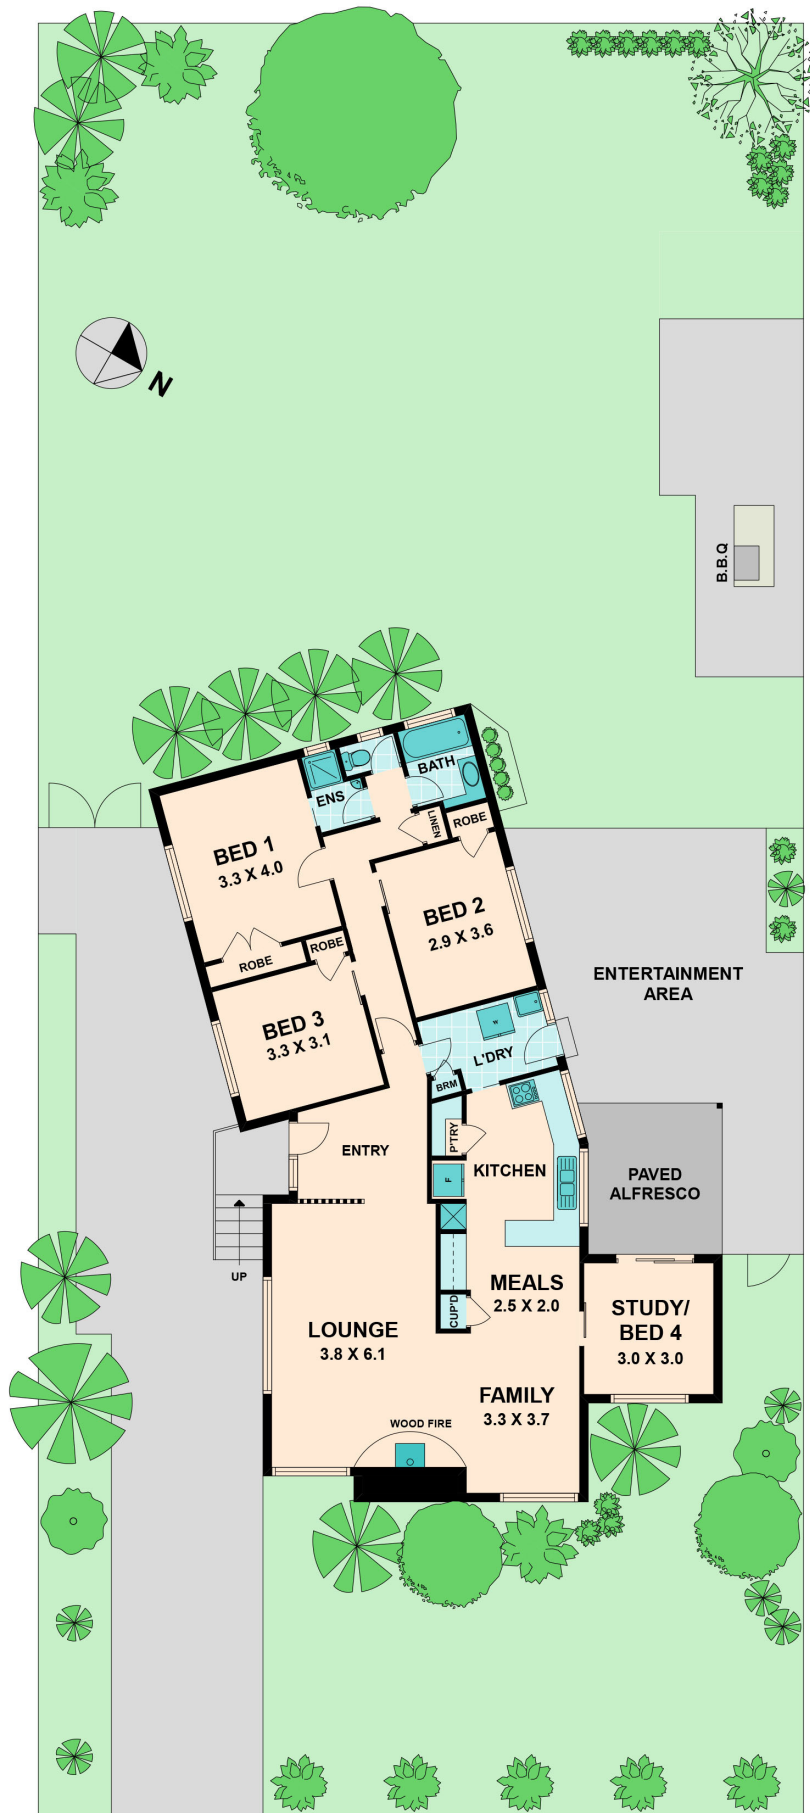 N
B.B.Q
BATH
ENS
LINEN
ROBE
BED 1
3.3 X 4.0
BED 2
2.9 X 3.6
ROBE
ROBE
ENTERTAINMENT
AREA
BED 3
3.3 X 3.1
W
L'DRY
BRM
P'TRY
ENTRY
KITCHEN
F
PAVED
ALFRESCO
UP
MEALS
2.5 X 2.0
CUP'D
STUDY/
BED 4
3.0 X 3.0
LOUNGE
3.8 X 6.1
FAMILY
3.3 X 3.7
WOOD FIRE